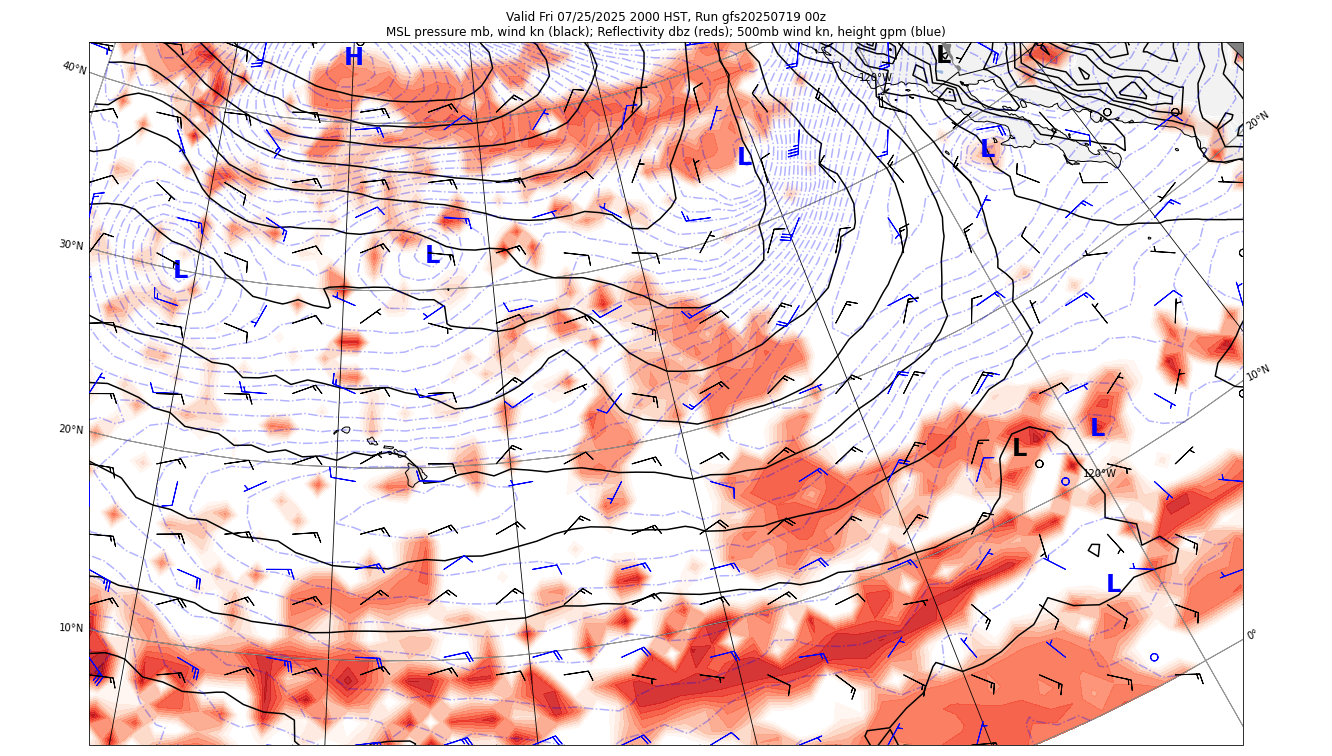 Valid Fri 07/25/2025 2000 HST, Run gfs20250719 00z
MSL pressure mb, wind kn (black); Reflectivity dbz (reds); 500mb wind kn, height gpm (blue)
H
L
40°N
120°W
20°N
L
L
30°N
L
L
10°N
20°N
L
L
120°W
L
10°N
0°